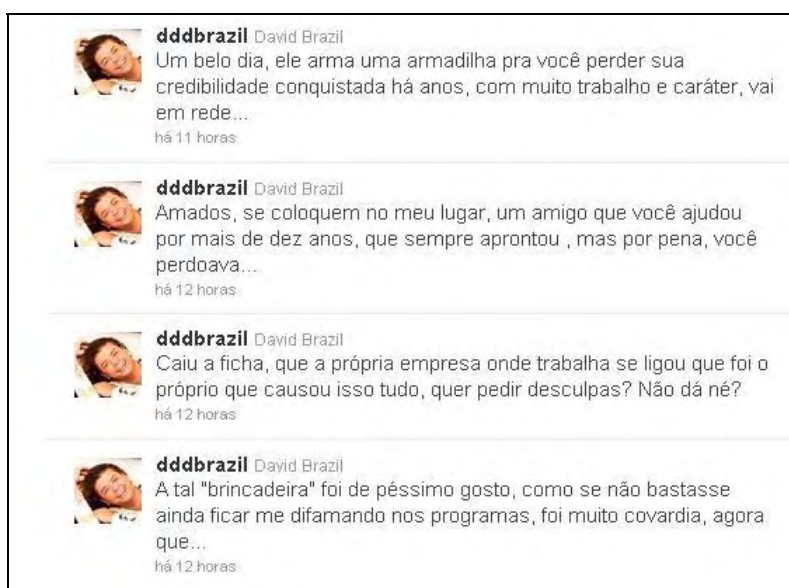 dddbrazil David Brazil
Um belo dia, ele arma uma armadilha pra você perder sua
credibilidade conquistada há anos, com muito trabalho e caráter, vai
em rede...
há 11 horas
dddbrazil David Brazil
Amados, se coloquem no meu lugar, um amigo que você ajudou
por mais de dez anos, que sempre aprontou , mas por pena, você
perdoava...
há 12 horas
dddbrazil David Brazil
Caiu a ficha, que a própria empresa onde trabalha se ligou que foi o
próprio que causou isso tudo, quer pedir desculpas? Não dá né?
há 12 horas
dddbrazil David Brazil
A tal "brincadeira" foi de péssimo gosto, como se não bastasse
ainda ficar me difamando nos programas, foi muito covardia, agora
que...
há 12 horas